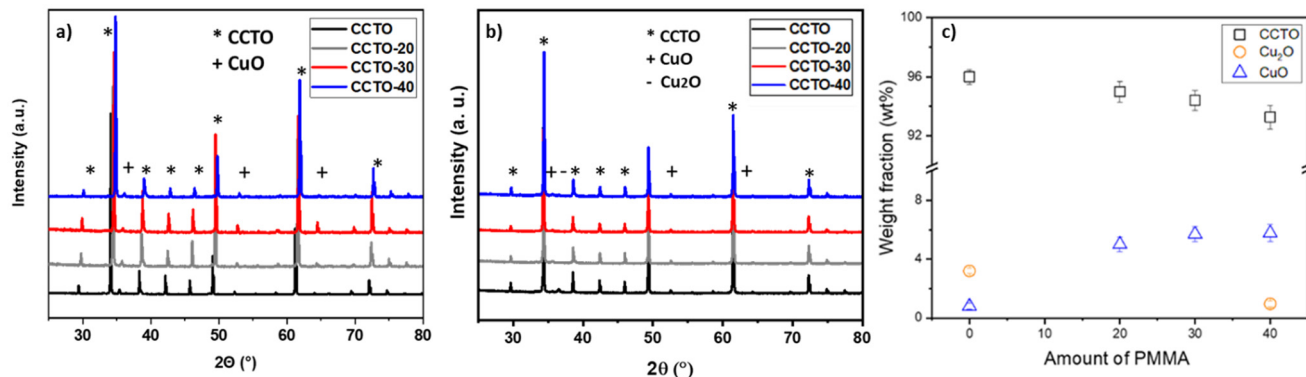 a)
* CCTO
+ CuO
CCTO
CCTO-20
CCTO-30
CCTO-40
* * + * * * * + * + *
Intensity (a.u.)
30 40 50 60 70 80
2Θ (°)
b)
* CCTO
+ CuO
- Cu2O
CCTO
CCTO-20
CCTO-30
CCTO-40
* * + - * * * + * + *
Intensity (a. u.)
30 40 50 60 70 80
2θ (°)
c)
CCTO
Cu₂O
CuO
100
96
92
8
4
0
Weight fraction (wt%)
0 10 20 30 40
Amount of PMMA